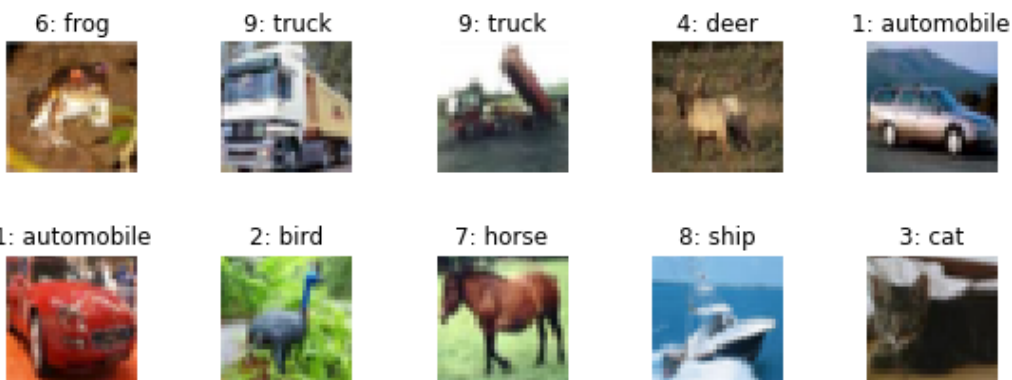 6: frog
9: truck
9: truck
4: deer
1: automobile
1: automobile
2: bird
7: horse
8: ship
3: cat